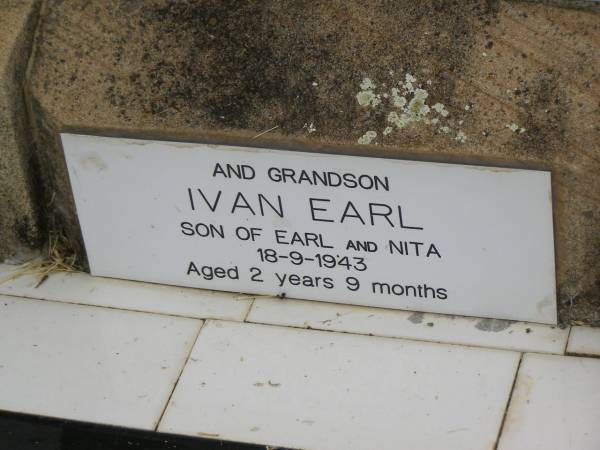 AND GRANDSON
IVAN EARL
SON OF EARL AND NITA
18-9-1943
Aged 2 years 9 months